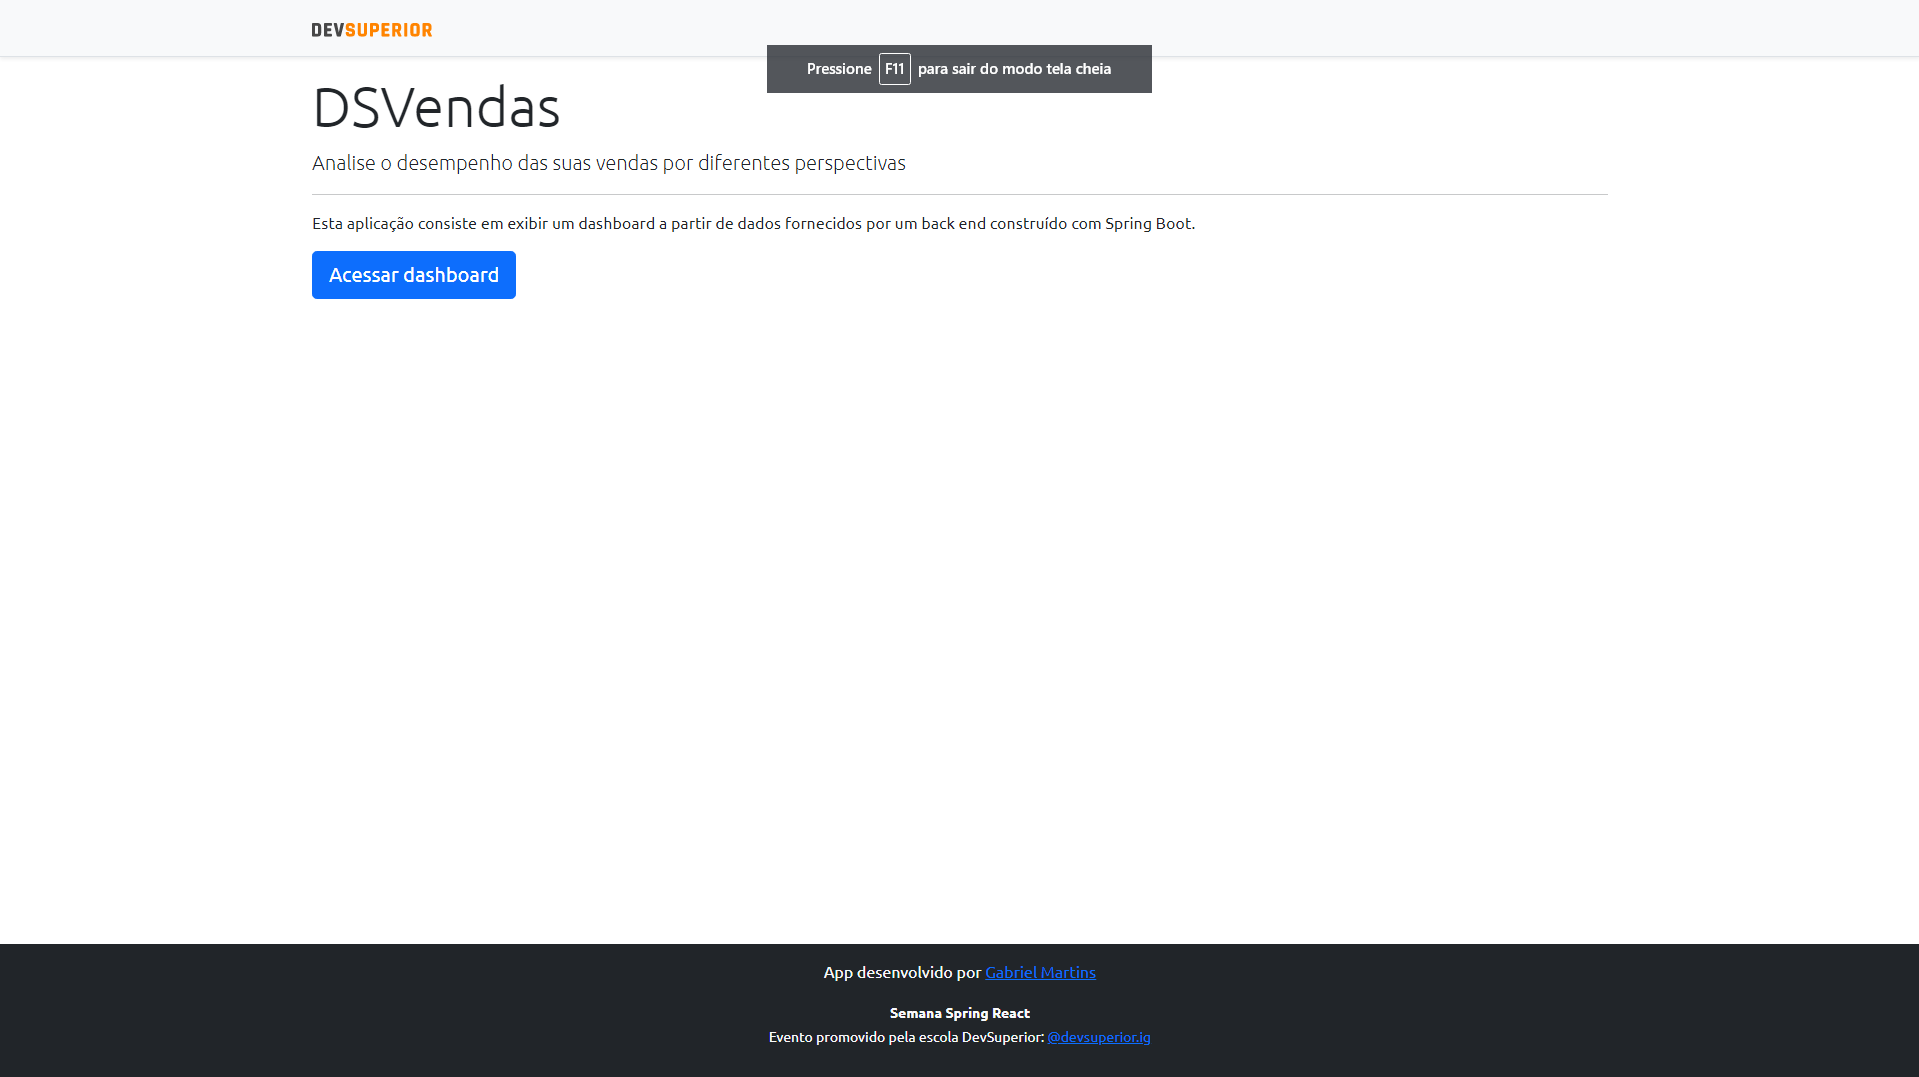 DEVSUPERIOR
Pressione F11 para sair do modo tela cheia
DSVendas
Analise o desempenho das suas vendas por diferentes perspectivas
Esta aplicação consiste em exibir um dashboard a partir de dados fornecidos por um back end construído com Spring Boot.
Acessar dashboard
App desenvolvido por Gabriel Martins
Semana Spring React
Evento promovido pela escola DevSuperior: @devsuperior.ig